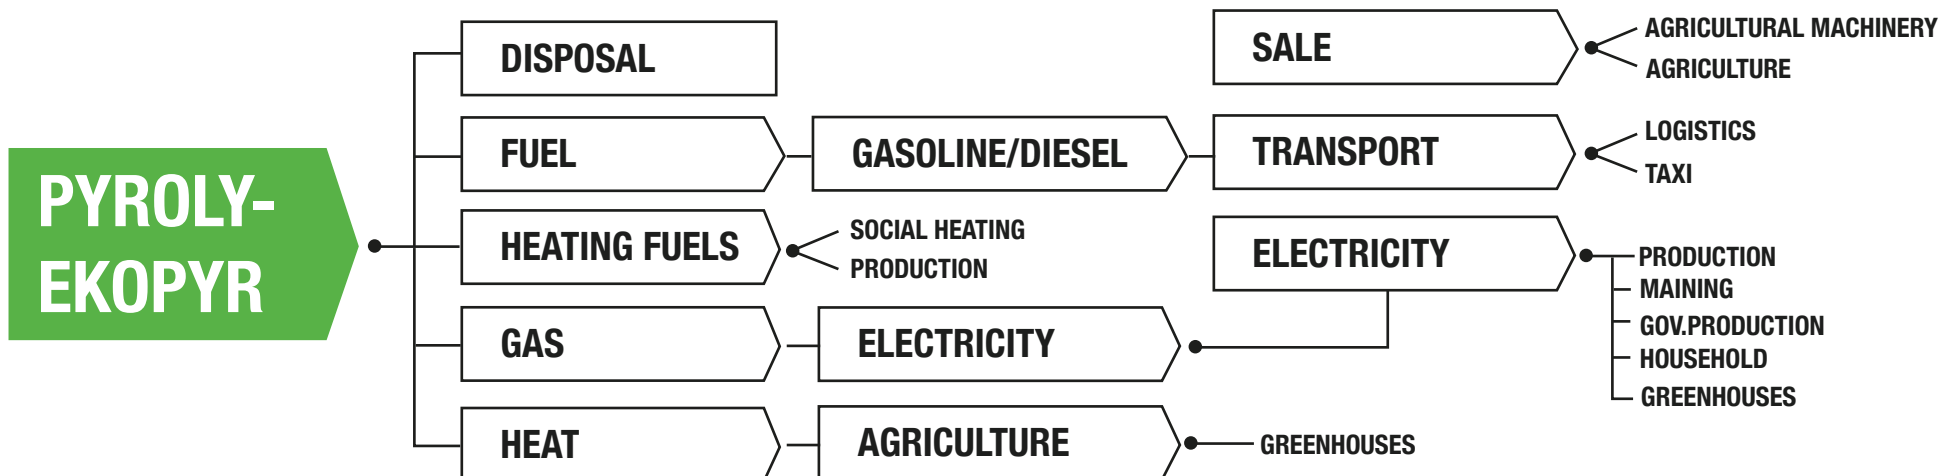 PYROLY-
EKOPYR
DISPOSAL
FUEL
HEATING FUELS
GAS
HEAT
GASOLINE/DIESEL
SOCIAL HEATING
PRODUCTION
ELECTRICITY
AGRICULTURE
GREENHOUSES
SALE
AGRICULTURAL MACHINERY
AGRICULTURE
TRANSPORT
LOGISTICS
TAXI
ELECTRICITY
PRODUCTION
MAINING
GOV.PRODUCTION
HOUSEHOLD
GREENHOUSES